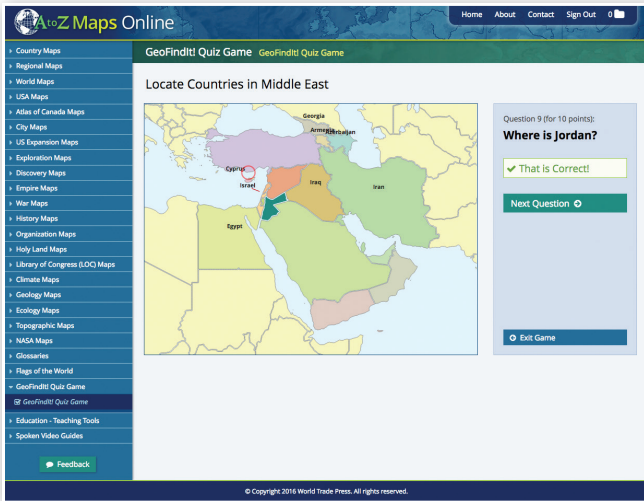 AtoZ Maps Online
Home About Contact Sign Out 0
Country Maps
Regional Maps
World Maps
USA Maps
Atlas of Canada Maps
City Maps
US Expansion Maps
Exploration Maps
Discovery Maps
Empire Maps
War Maps
History Maps
Organization Maps
Holy Land Maps
Library of Congress (LOC) Maps
Climate Maps
Geology Maps
Ecology Maps
Topographic Maps
NASA Maps
Glossaries
Flags of the World
GeoFindIt! Quiz Game
GeoFindIt! Quiz Game
Education - Teaching Tools
Spoken Video Guides
Feedback
GeoFindIt! Quiz Game GeoFindIt! Quiz Game
Locate Countries in Middle East
Georgia
Armenia Azerbaijan
Cyprus
Israel
Iraq
Iran
Egypt
Question 9 (for 10 points):
Where is Jordan?
That is Correct!
Next Question
Exit Game
© Copyright 2016 World Trade Press. All rights reserved.